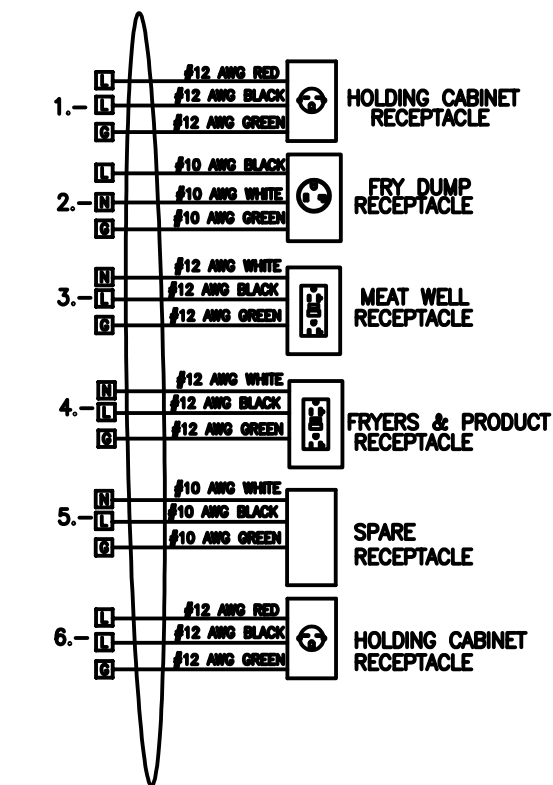 L #12 AWG RED
1.- L #12 AWG BLACK HOLDING CABINET
G #12 AWG GREEN RECEPTACLE
L #10 AWG BLACK
2.- N #10 AWG WHITE FRY DUMP
G #10 AWG GREEN RECEPTACLE
N #12 AWG WHITE
3.- L #12 AWG BLACK MEAT WELL
G #12 AWG GREEN RECEPTACLE
N #12 AWG WHITE
4.- L #12 AWG BLACK FRYERS & PRODUCT
G #12 AWG GREEN RECEPTACLE
N #10 AWG WHITE
5.- L #10 AWG BLACK SPARE
G #10 AWG GREEN RECEPTACLE
L #12 AWG RED
6.- L #12 AWG BLACK HOLDING CABINET
G #12 AWG GREEN RECEPTACLE